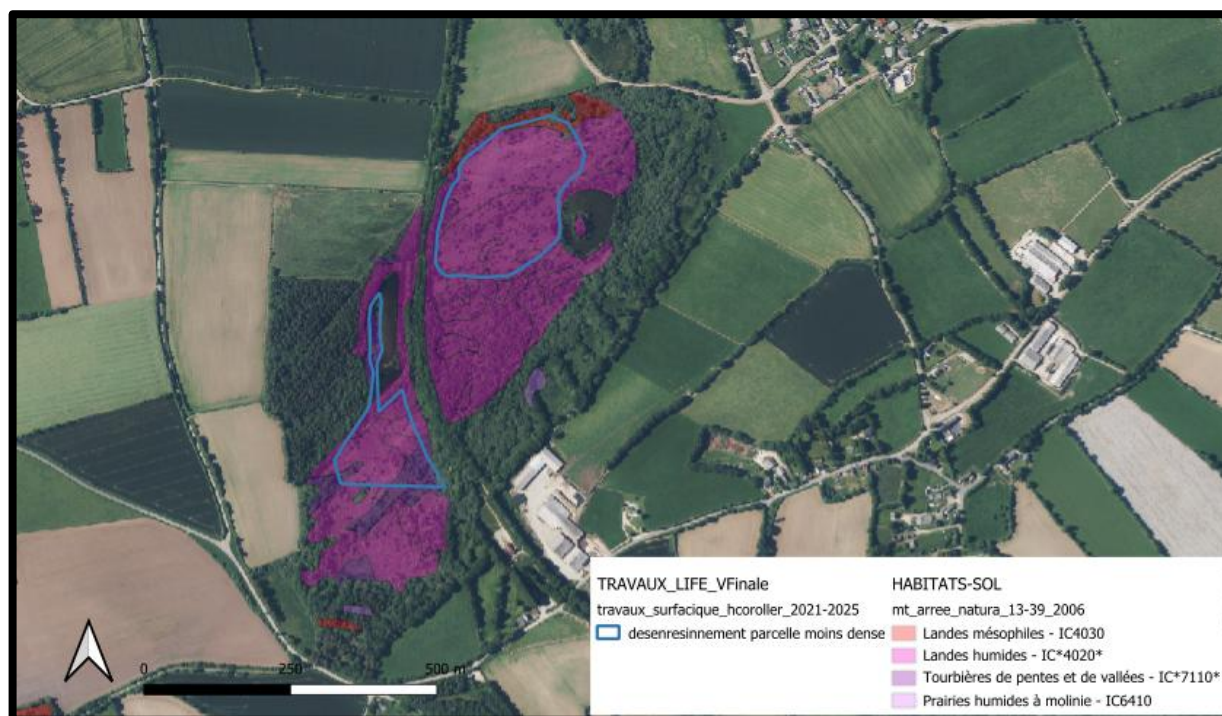 0 250 500 m
TRAVAUX_LIFE_VFinale
travaux_surfacique_hcoroller_2021-2025
desenresinnement parcelle moins dense
HABITATS-SOL
mt_arree_natura_13-39_2006
Landes mésophiles - IC4030
Landes humides - IC*4020*
Tourbières de pentes et de vallées - IC*7110*
Prairies humides à molinie - IC6410